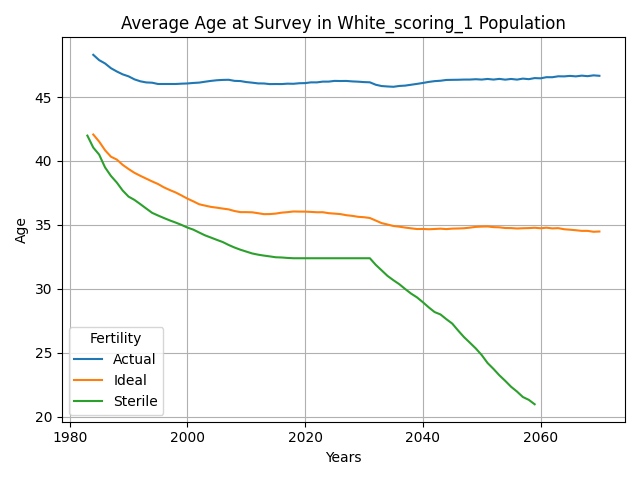 Average Age at Survey in White_scoring_1 Population
Age
45
40
35
30
25
20
Fertility
Actual
Ideal
Sterile
1980 2000 2020 2040 2060
Years